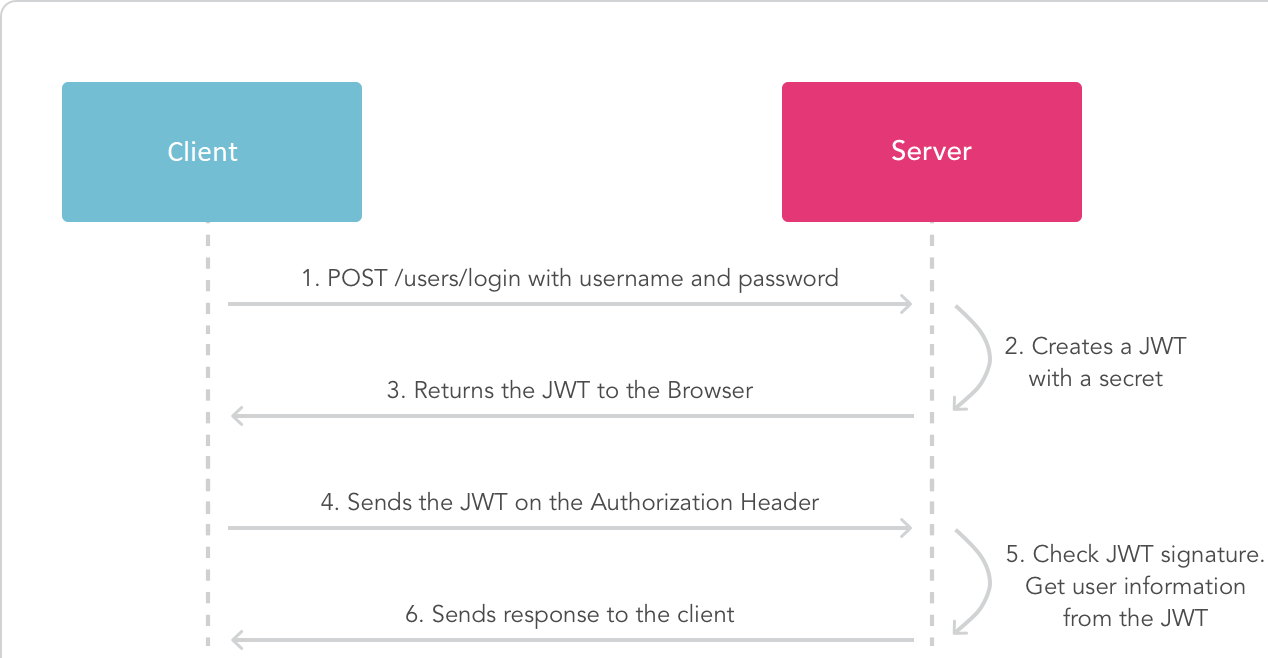 Client
Server
1. POST /users/login with username and password
2. Creates a JWT
with a secret
3. Returns the JWT to the Browser
4. Sends the JWT on the Authorization Header
5. Check JWT signature.
Get user information
from the JWT
6. Sends response to the client